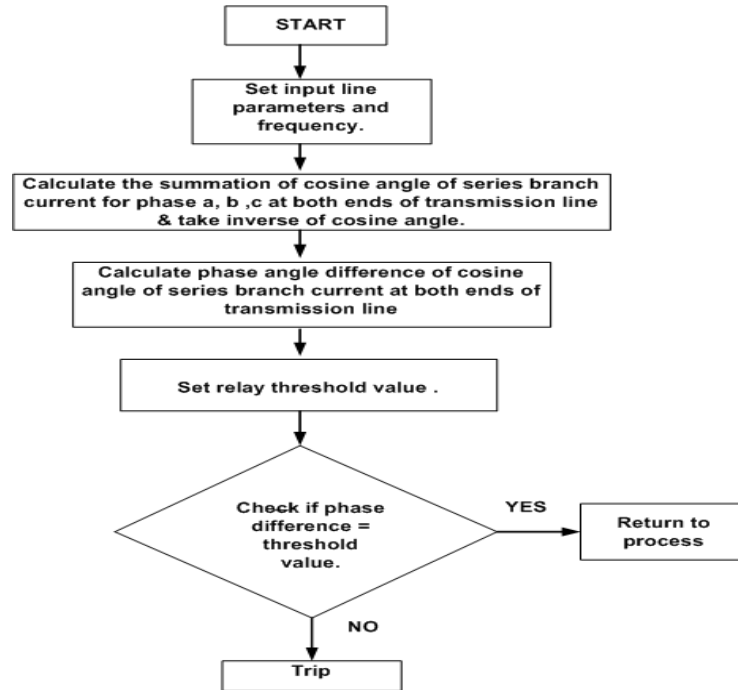 START
Set input line
parameters and
frequency.
Calculate the summation of cosine angle of series branch
current for phase a, b ,c at both ends of transmission line
& take inverse of cosine angle.
Calculate phase angle difference of cosine
angle of series branch current at both ends of
transmission line
Set relay threshold value .
Check if phase
difference =
threshold
value.
YES
Return to
process
NO
Trip